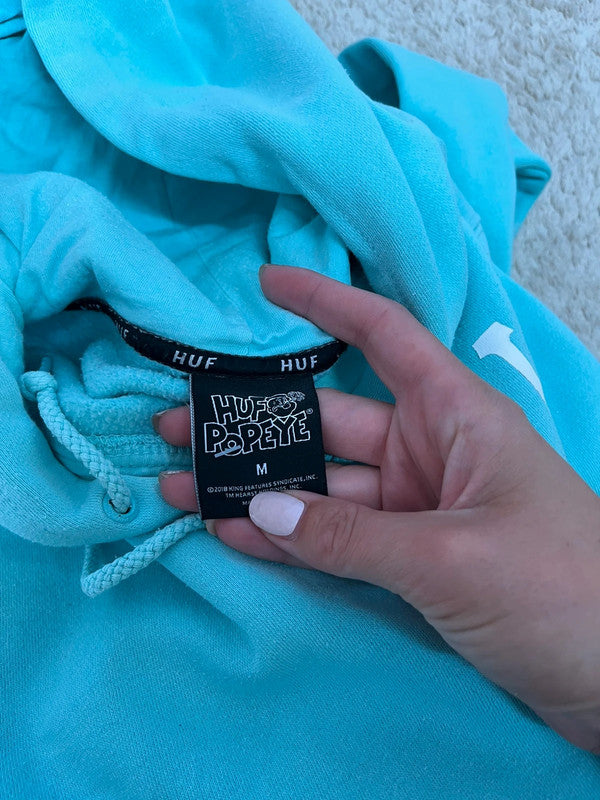 HUF HUF
HUF
POPEYE®
M
©2018 KING FEATURES SYNDICATE, INC.
TM HEARST HOLDINGS, INC.